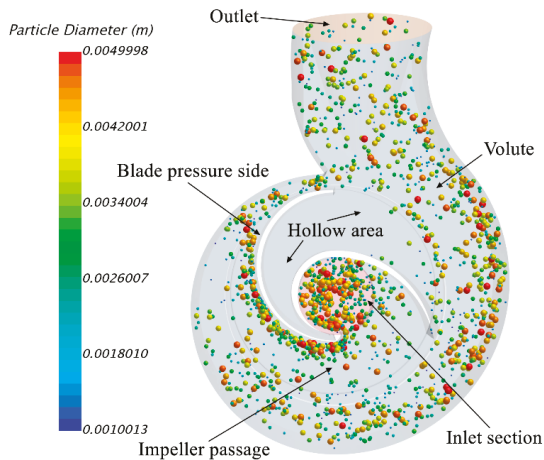 Outlet
Particle Diameter (m)
0.0049998
0.0042001
0.0034004
0.0026007
0.0018010
0.0010013
Volute
Blade pressure side
Hollow area
Impeller passage
Inlet section